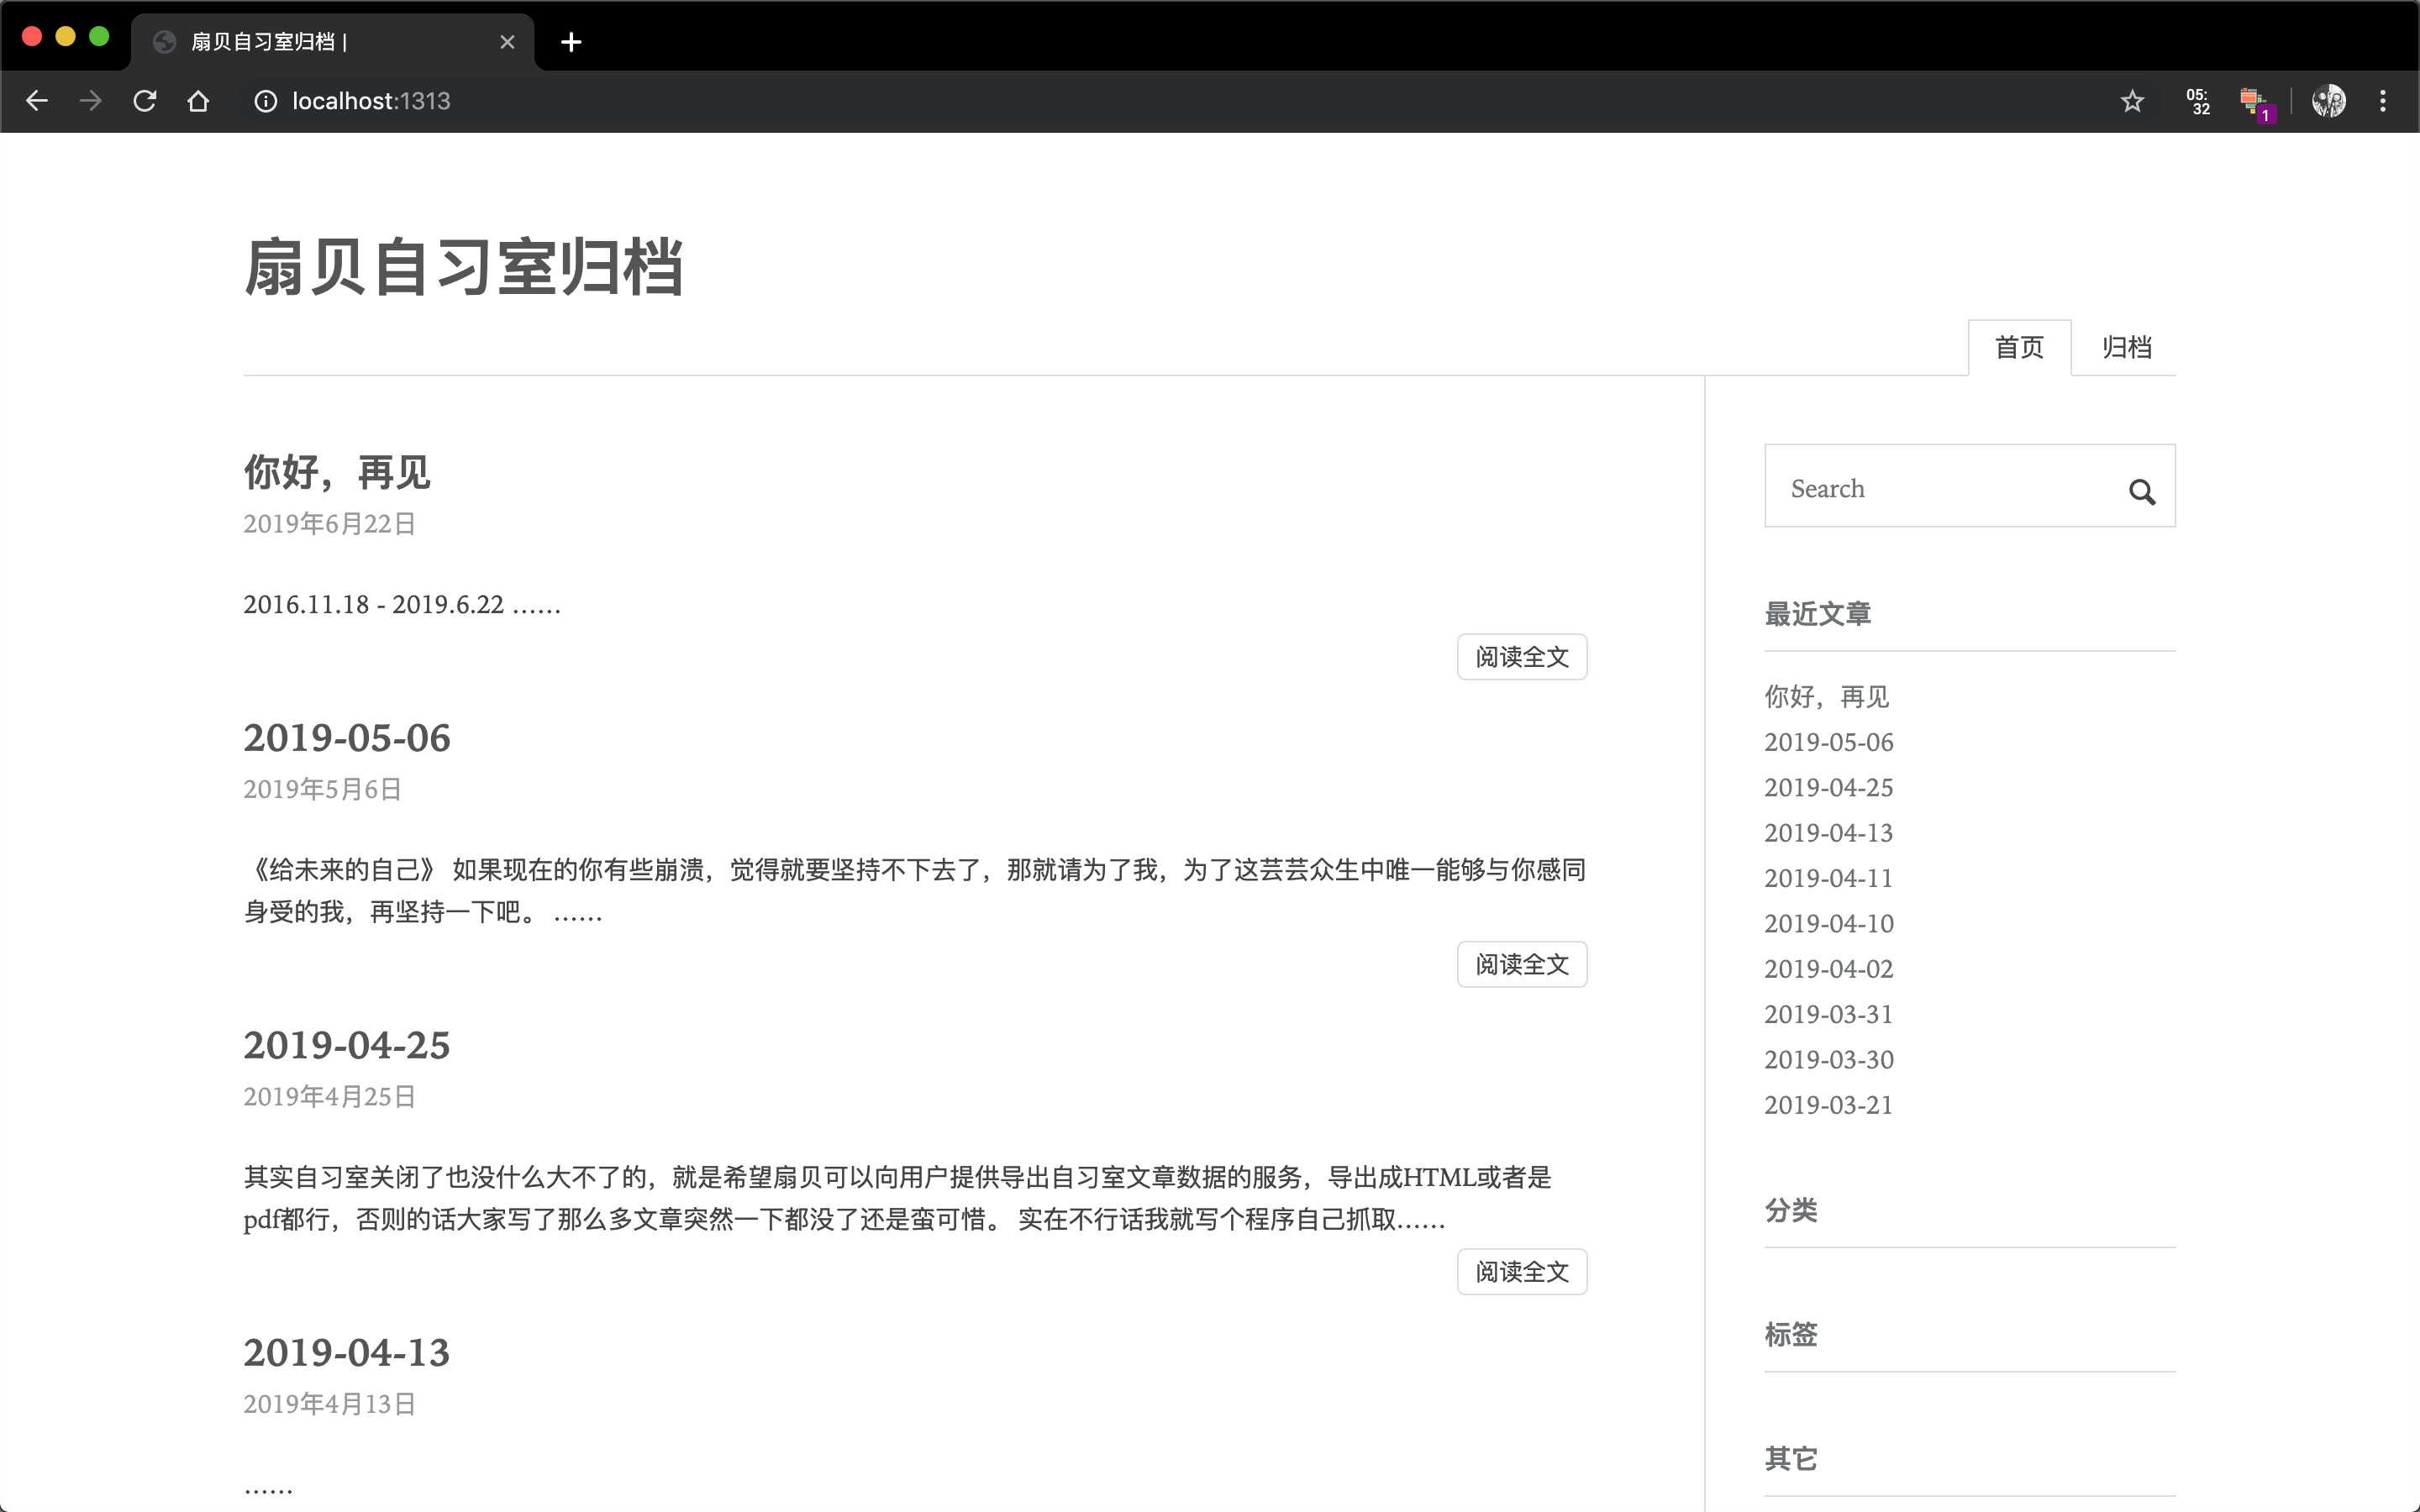 扇贝自习室归档 |
localhost:1313
05:
32
1
扇贝自习室归档
首页
归档
你好，再见
2019年6月22日
2016.11.18 - 2019.6.22 ……
阅读全文
2019-05-06
2019年5月6日
《给未来的自己》 如果现在的你有些崩溃，觉得就要坚持不下去了，那就请为了我，为了这芸芸众生中唯一能够与你感同
身受的我，再坚持一下吧。 ……
阅读全文
2019-04-25
2019年4月25日
其实自习室关闭了也没什么大不了的，就是希望扇贝可以向用户提供导出自习室文章数据的服务，导出成HTML或者是
pdf都行，否则的话大家写了那么多文章突然一下都没了还是蛮可惜。 实在不行话我就写个程序自己抓取……
阅读全文
2019-04-13
2019年4月13日
……
Search
最近文章
你好，再见
2019-05-06
2019-04-25
2019-04-13
2019-04-11
2019-04-10
2019-04-02
2019-03-31
2019-03-30
2019-03-21
分类
标签
其它